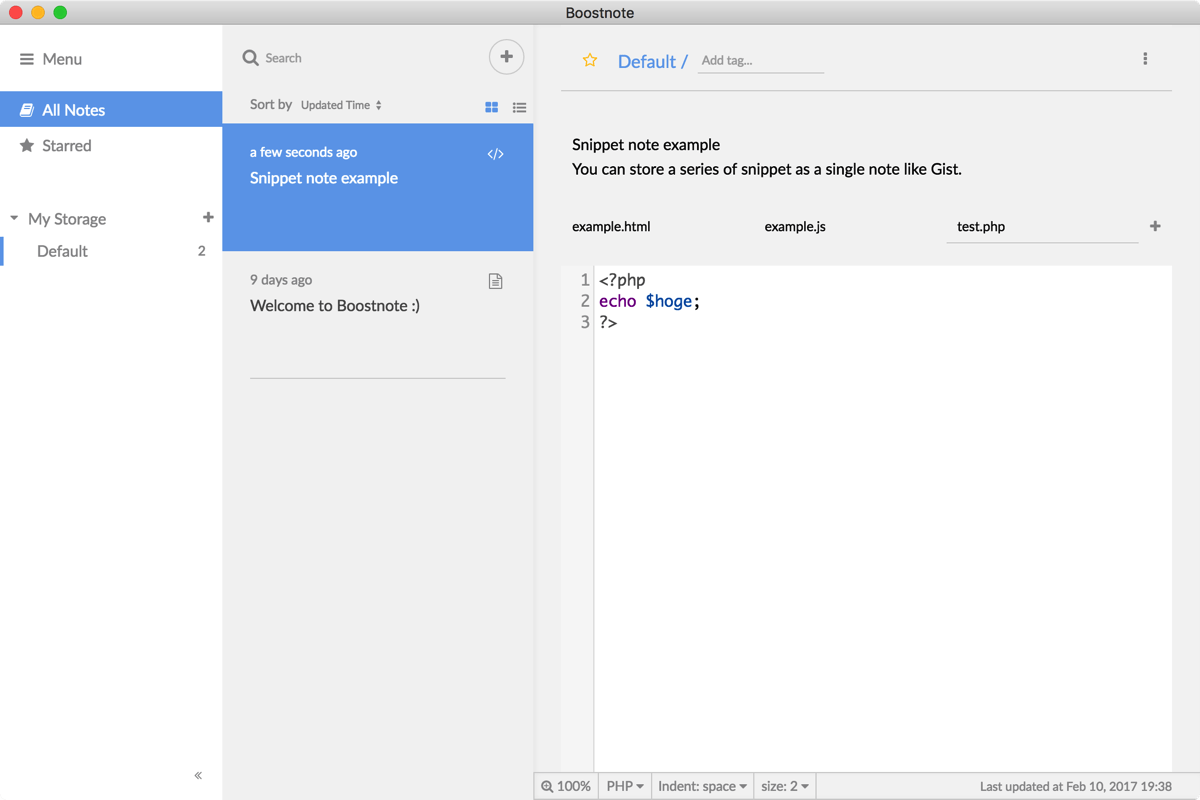 Boostnote
Menu
All Notes
Starred
My Storage
Default 2
Search
Sort by Updated Time
a few seconds ago
Snippet note example
9 days ago
Welcome to Boostnote :)
Default / Add tag...
Snippet note example
You can store a series of snippet as a single note like Gist.
example.html example.js test.php
1 <?php
2 echo $hoge;
3 ?>
100% PHP Indent: space size: 2 Last updated at Feb 10, 2017 19:38